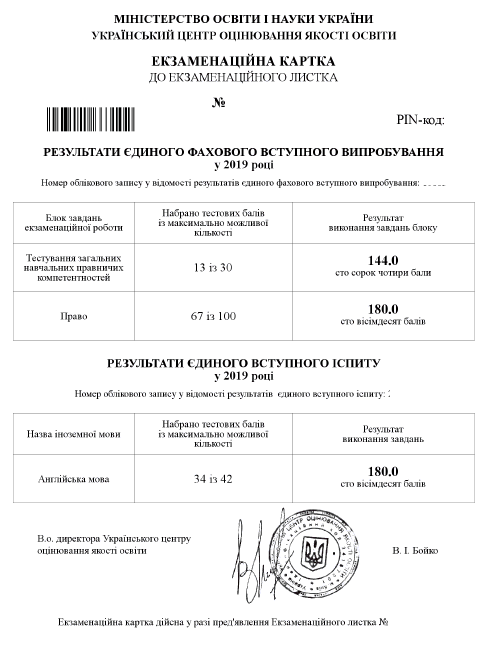 МІНІСТЕРСТВО ОСВІТИ І НАУКИ УКРАЇНИ
УКРАЇНСЬКИЙ ЦЕНТР ОЦІНЮВАННЯ ЯКОСТІ ОСВІТИ
ЕКЗАМЕНАЦІЙНА КАРТКА
ДО ЕКЗАМЕНАЦІЙНОГО ЛИСТКА
№
PIN-код:
РЕЗУЛЬТАТИ ЄДИНОГО ФАХОВОГО ВСТУПНОГО ВИПРОБУВАННЯ
у 2019 році
Номер облікового запису у відомості результатів єдиного фахового вступного випробування:
Блок завдань
екзаменаційної роботи
Набрано тестових балів
із максимально можливої
кількості
Результат
виконання завдань блоку
Тестування загальних
навчальних правничих
компетентностей
13 із 30
144.0
сто сорок чотири бали
Право
67 із 100
180.0
сто вісімдесят балів
РЕЗУЛЬТАТИ ЄДИНОГО ВСТУПНОГО ІСПИТУ
у 2019 році
Номер облікового запису у відомості результатів єдиного вступного іспиту:
Назва іноземної мови
Набрано тестових балів
із максимально можливої
кількості
Результат
виконання завдань
Англійська мова
34 із 42
180.0
сто вісімдесят балів
В.о. директора Українського центру
оцінювання якості освіти
В. І. Бойко
Екзаменаційна картка дійсна у разі пред'явлення Екзаменаційного листка №